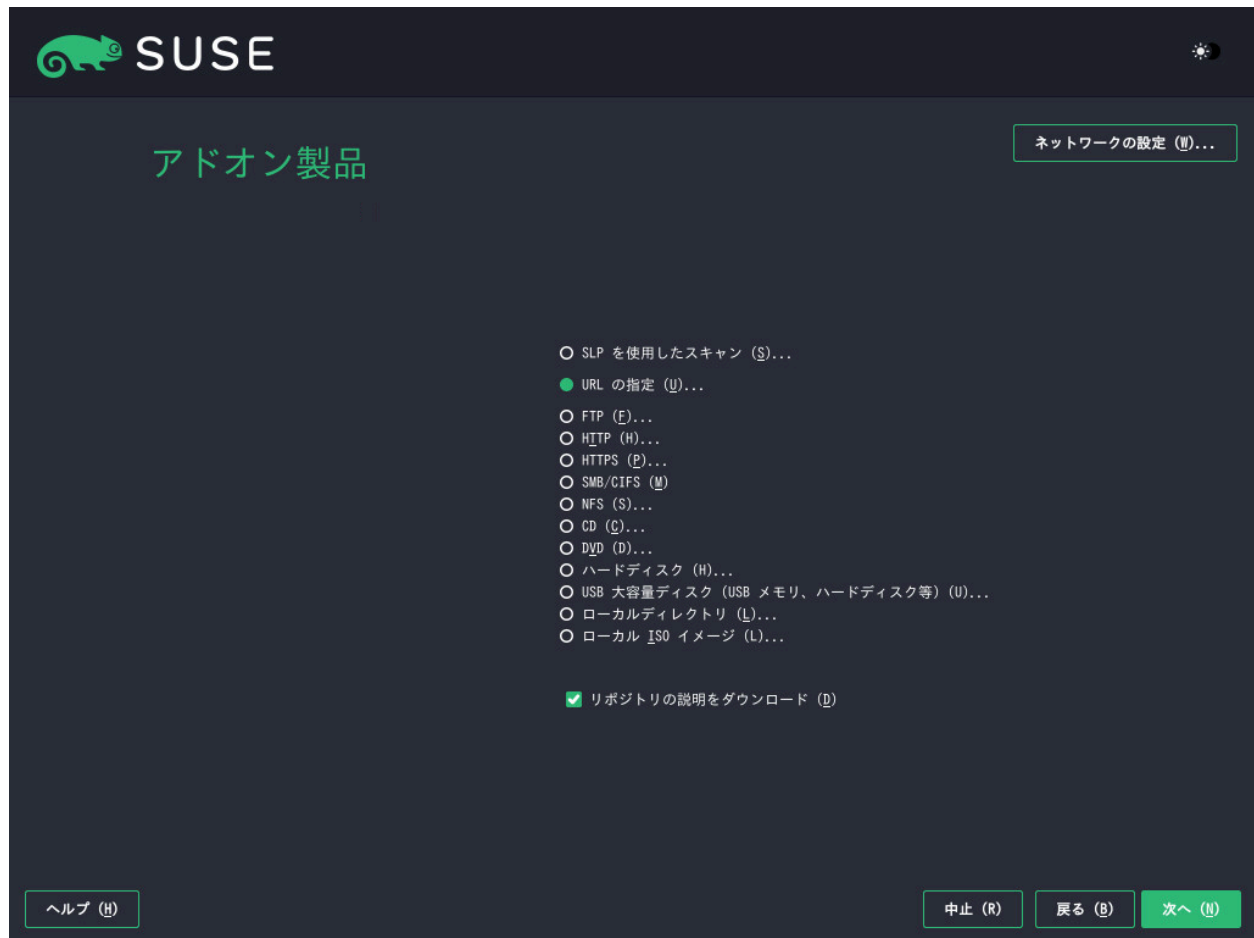 SUSE
アドオン製品
ネットワークの設定 (W)...
SLP を使用したスキャン (S)...
URL の指定 (U)...
FTP (F)...
HTTP (H)...
HTTPS (P)...
SMB/CIFS (M)
NFS (S)...
CD (C)...
DVD (D)...
ハードディスク (H)...
USB 大容量ディスク (USB メモリ、ハードディスク等) (U)...
ローカルディレクトリ (L)...
ローカル ISO イメージ (L)...
リポジトリの説明をダウンロード (D)
ヘルプ (H)
中止 (R)
戻る (B)
次へ (N)